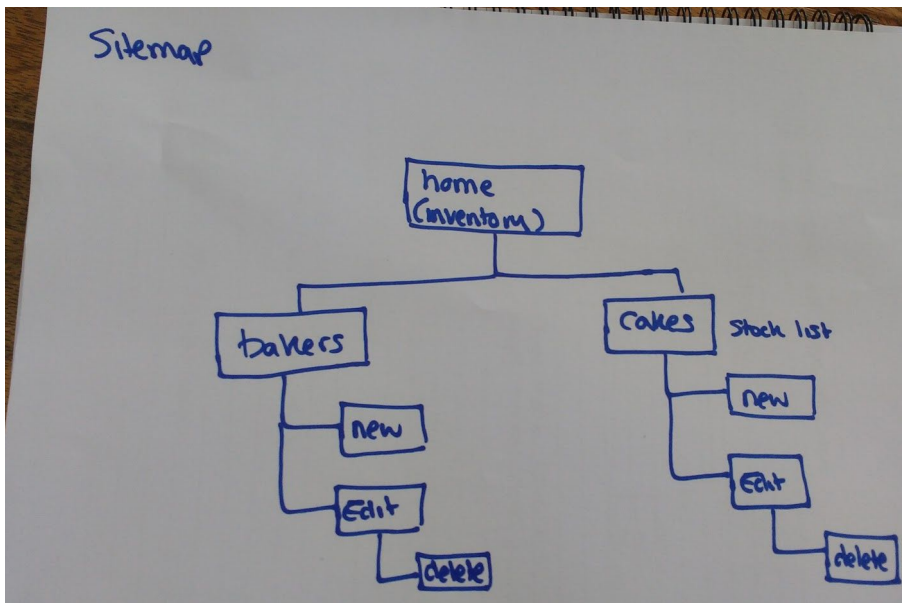 Sitemap
home
(inventory)
bakers
cakes
Stock list
new
Edit
delete
new
Edit
delete